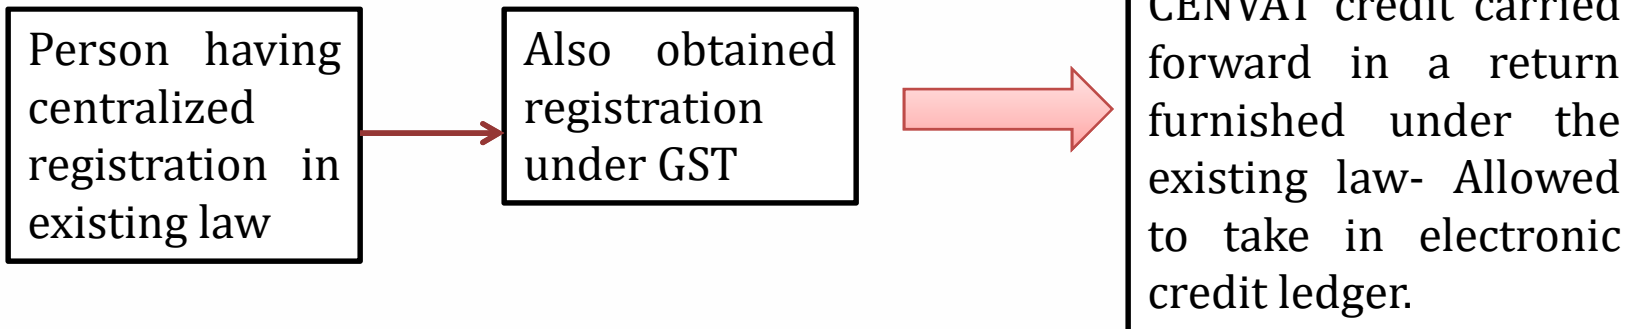 Person having
centralized
registration in
existing law
Also obtained
registration
under GST
CENVAT credit carried
forward in a return
furnished under the
existing law- Allowed
to take in electronic
credit ledger.